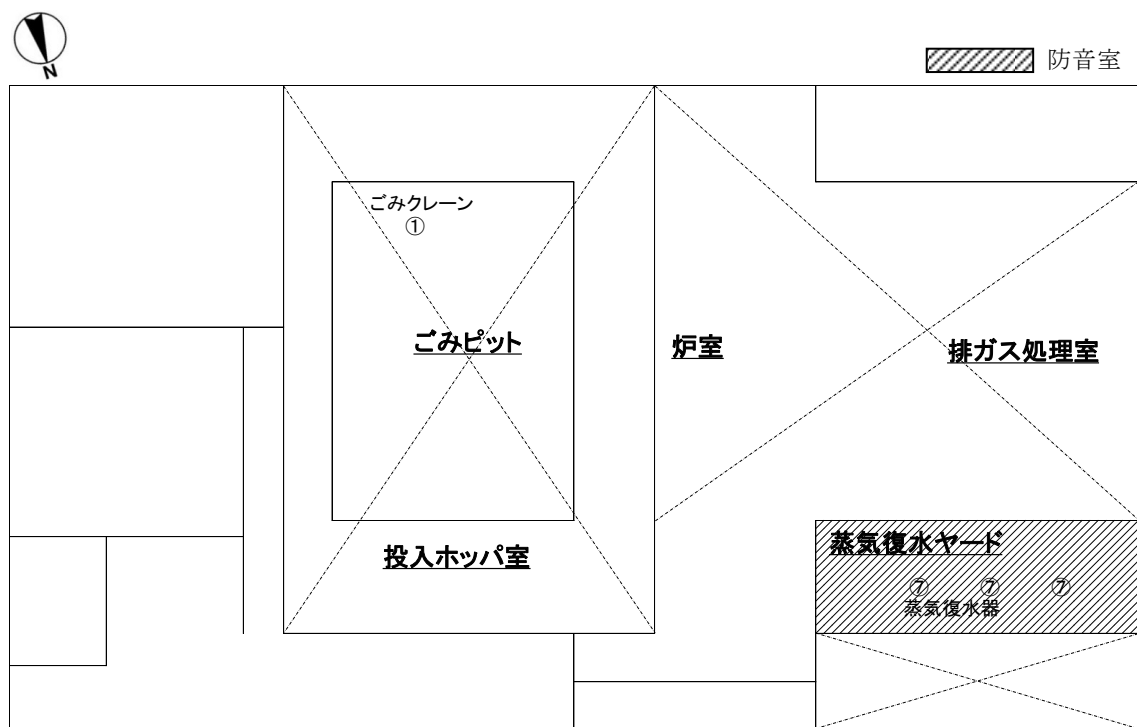 N
防音室
ごみクレーン
①
ごみピット
炉室
排ガス処理室
投入ホッパ室
蒸気復水ヤード
⑦ ⑦ ⑦
蒸気復水器